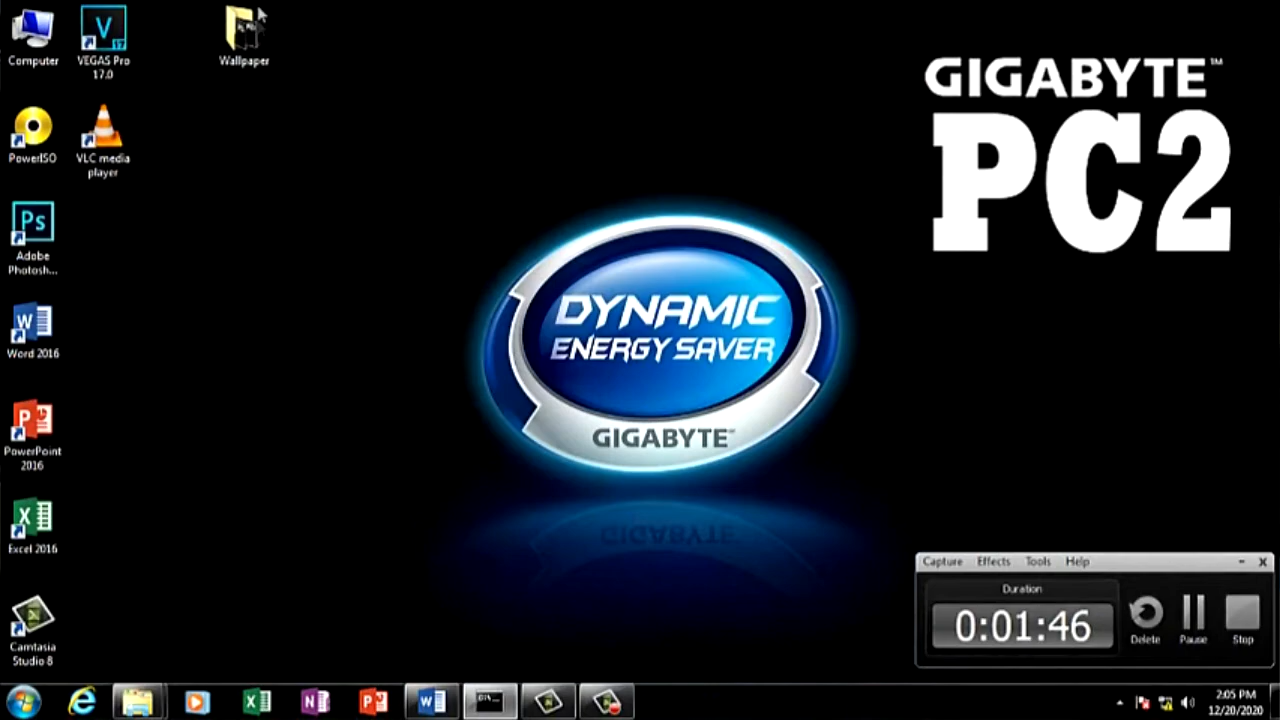 Computer
VEGAS Pro
17.0
Wallpaper
PowerISO
VLC media
player
Ps
Adobe
Photosh...
Word 2016
PowerPoint
2016
Excel 2016
Camtasia
Studio 8
GIGABYTE™
PC2
DYNAMIC
ENERGY SAVER
GIGABYTE™
Capture Effects Tools Help
Duration
0:01:46
Delete Pause Stop
2:05 PM
12/20/2020